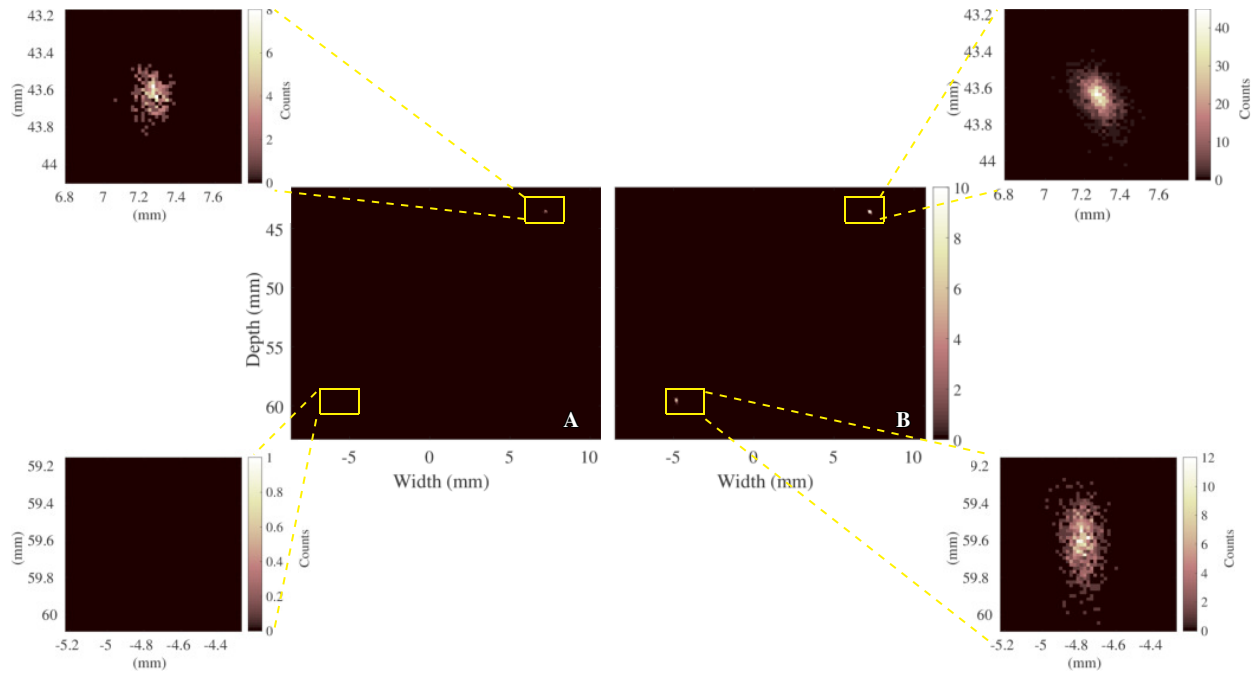 43.2
43.4
43.6
43.8
44
(mm)
6.8 7 7.2 7.4 7.6
(mm)
8
6
4
2
0
Counts
43.2
43.4
43.6
43.8
44
(mm)
6.8 7 7.2 7.4 7.6
(mm)
40
30
20
10
0
Counts
45
50
55
60
Depth (mm)
A
-5 0 5 10
Width (mm)
B
-5 0 5 10
Width (mm)
10
8
6
4
2
0
59.2
59.4
59.6
59.8
60
(mm)
-5.2 -5 -4.8 -4.6 -4.4
(mm)
1
0.8
0.6
0.4
0.2
0
Counts
9.2
59.4
59.6
59.8
60
(mm)
-5.2 -5 -4.8 -4.6 -4.4
(mm)
12
10
8
6
4
2
0
Counts